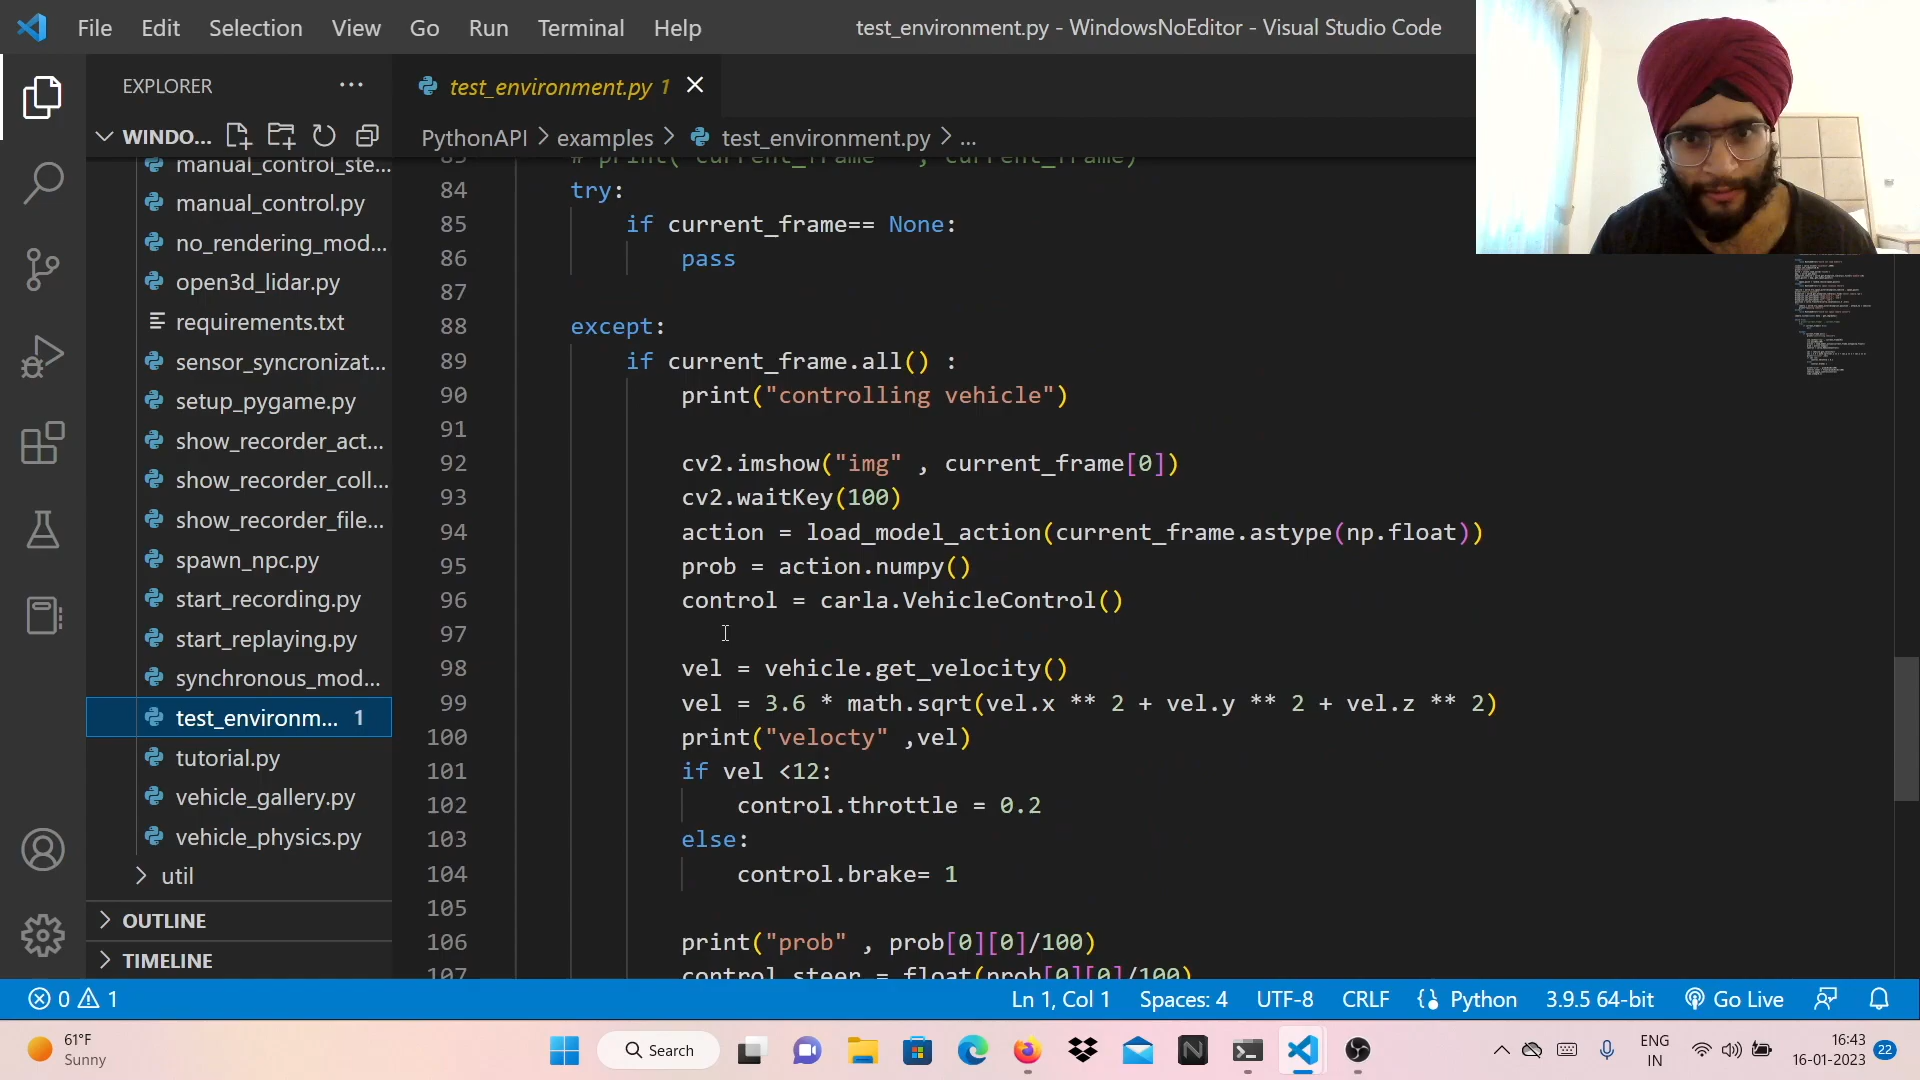 File Edit Selection View Go Run Terminal Help test_environment.py - WindowsNoEditor - Visual Studio Code
EXPLORER ...
test_environment.py 1
WINDO...
PythonAPI > examples > test_environment.py > ...
manual_control_ste...
manual_control.py
no_rendering_mod...
open3d_lidar.py
requirements.txt
sensor_syncronizat...
setup_pygame.py
show_recorder_act...
show_recorder_coll...
show_recorder_file...
spawn_npc.py
start_recording.py
start_replaying.py
synchronous_mod...
test_environm... 1
tutorial.py
vehicle_gallery.py
vehicle_physics.py
util
OUTLINE
TIMELINE
84 try:
85 if current_frame== None:
86 pass
87
88 except:
89 if current_frame.all() :
90 print("controlling vehicle")
91
92 cv2.imshow("img" , current_frame[0])
93 cv2.waitKey(100)
94 action = load_model_action(current_frame.astype(np.float))
95 prob = action.numpy()
96 control = carla.VehicleControl()
97
98 vel = vehicle.get_velocity()
99 vel = 3.6 * math.sqrt(vel.x ** 2 + vel.y ** 2 + vel.z ** 2)
100 print("velocty" ,vel)
101 if vel <12:
102 control.throttle = 0.2
103 else:
104 control.brake= 1
105
106 print("prob" , prob[0][0]/100)
107 control.steer = float(prob[0][0]/100)
0 1 Ln 1, Col 1 Spaces: 4 UTF-8 CRLF Python 3.9.5 64-bit Go Live
61°F
Sunny
Search
ENG
IN
16:43
16-01-2023
22